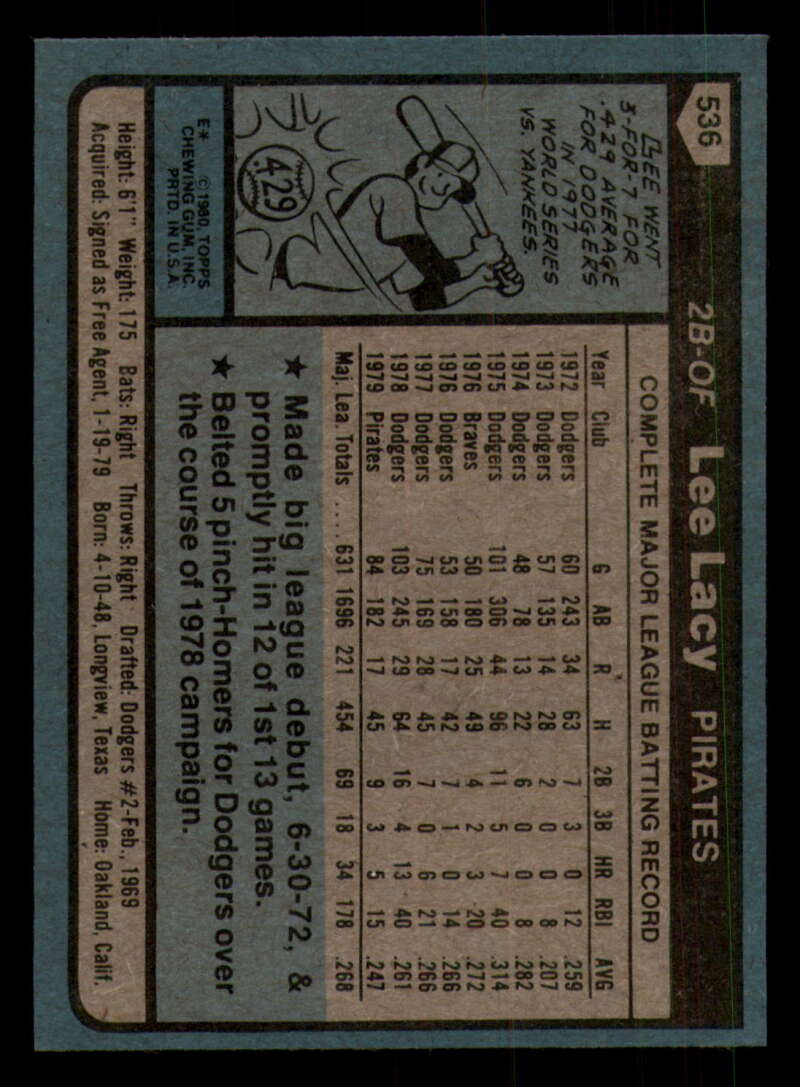 536
2B-OF Lee Lacy PIRATES
LEE WENT
3-FOR-7 FOR
.429 AVERAGE
FOR DODGERS
IN 1977
WORLD SERIES
VS. YANKEES.
.429
E* © 1980 TOPPS
CHEWING GUM, INC.
PRTD. IN U.S.A.
COMPLETE MAJOR LEAGUE BATTING RECORD
Year Club G AB R H 2B 3B HR RBI AVG
1972 Dodgers 60 243 34 63 7 3 0 12 .259
1973 Dodgers 57 135 14 28 2 0 0 8 .207
1974 Dodgers 48 78 13 22 6 0 0 8 .282
1975 Dodgers 101 306 44 96 11 5 7 40 .314
1976 Braves 50 180 25 49 4 2 3 20 .272
1976 Dodgers 53 158 17 42 7 1 0 14 .266
1977 Dodgers 75 169 28 45 7 0 6 21 .266
1978 Dodgers 103 245 29 64 16 4 13 40 .261
1979 Pirates 84 182 17 45 9 3 5 15 .247
Maj. Lea. Totals .... 631 1696 221 454 69 18 34 178 .268
★ Made big league debut, 6-30-72, &
promptly hit in 12 of 1st 13 games.
★ Belted 5 pinch-Homers for Dodgers over
the course of 1978 campaign.
Height: 6'1" Weight: 175 Bats: Right Throws: Right Drafted: Dodgers #2-Feb., 1969
Acquired: Signed as Free Agent, 1-19-79 Born: 4-10-48, Longview, Texas Home: Oakland, Calif.